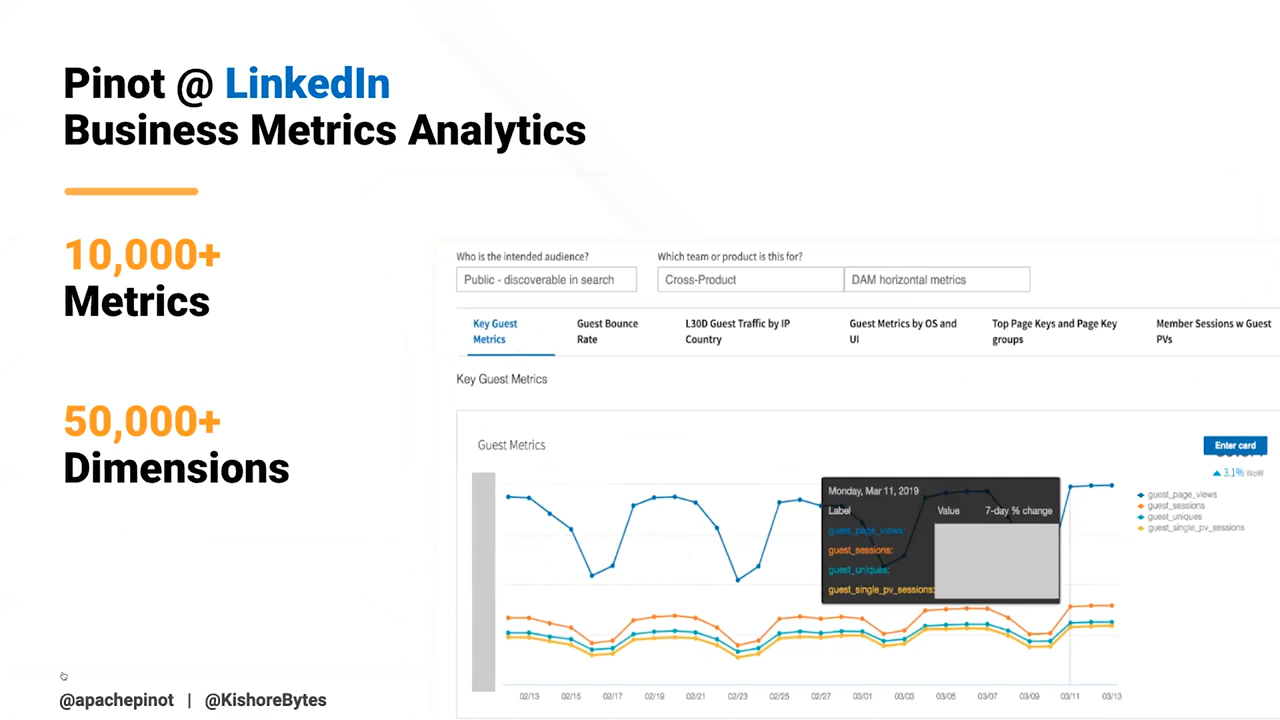 Pinot @ LinkedIn
Business Metrics Analytics
10,000+
Metrics
50,000+
Dimensions
Who is the intended audience?
Which team or product is this for?
Public - discoverable in search
Cross-Product
DAM horizontal metrics
Key Guest
Metrics
Guest Bounce
Rate
L30D Guest Traffic by IP
Country
Guest Metrics by OS and
UI
Top Page Keys and Page Key
groups
Member Sessions w Guest
PVs
Key Guest Metrics
Guest Metrics
Enter card
3.1% WoW
guest_page_views
guest_sessions
guest_uniques
guest_single_pv_sessions
Monday, Mar 11, 2019
Label Value 7-day % change
guest_page_views:
guest_sessions:
guest_uniques:
guest_single_pv_sessions:
02/13 02/15 02/17 02/19 02/21 02/23 02/25 02/27 03/01 03/03 03/05 03/07 03/09 03/11 03/13
@apachepinot | @KishoreBytes